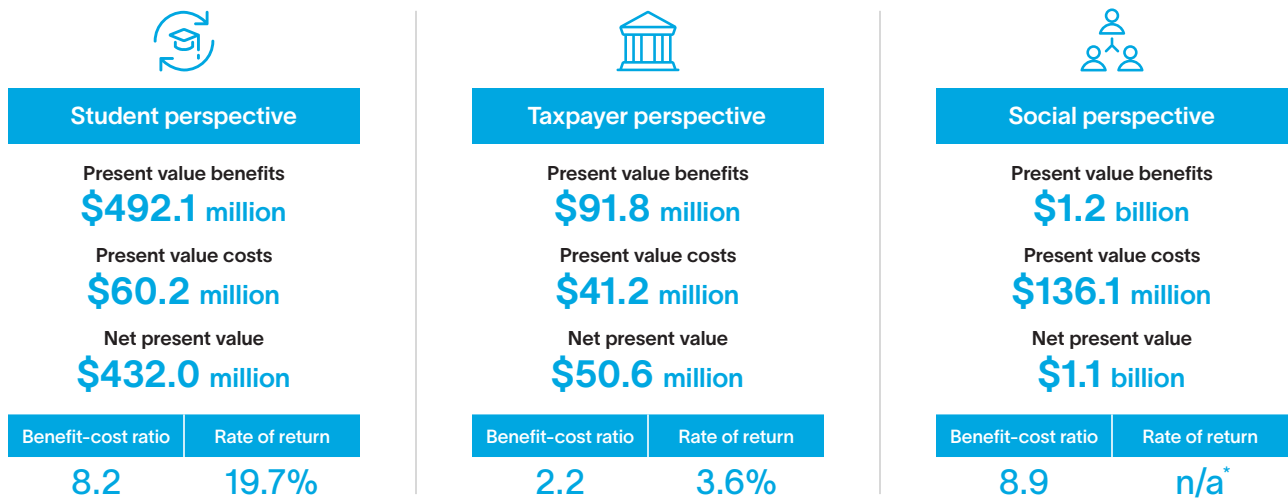 Student perspective
Present value benefits
$492.1 million
Present value costs
$60.2 million
Net present value
$432.0 million
Benefit-cost ratio Rate of return
8.2 19.7%
Taxpayer perspective
Present value benefits
$91.8 million
Present value costs
$41.2 million
Net present value
$50.6 million
Benefit-cost ratio Rate of return
2.2 3.6%
Social perspective
Present value benefits
$1.2 billion
Present value costs
$136.1 million
Net present value
$1.1 billion
Benefit-cost ratio Rate of return
8.9 n/a*